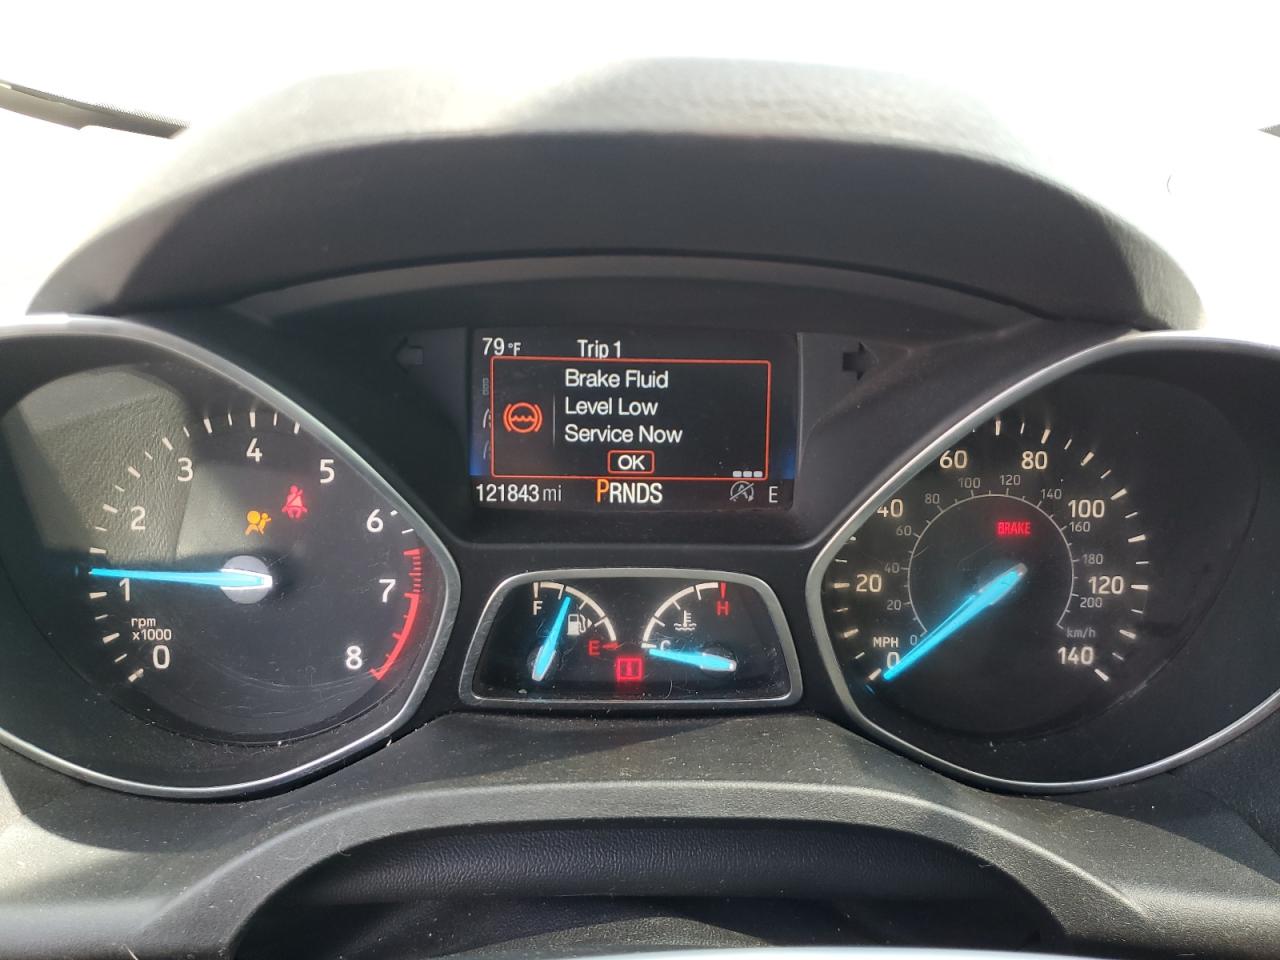 79°F Trip 1
Brake Fluid
Level Low
Service Now
OK
121843 mi PRNDS E
0
1
2
3
4
5
6
7
8
rpm
x1000
F
E
H
C
BRAKE
MPH
0
20
40
60
80
100
120
140
0
20
40
60
80
100
120
140
160
180
200
km/h